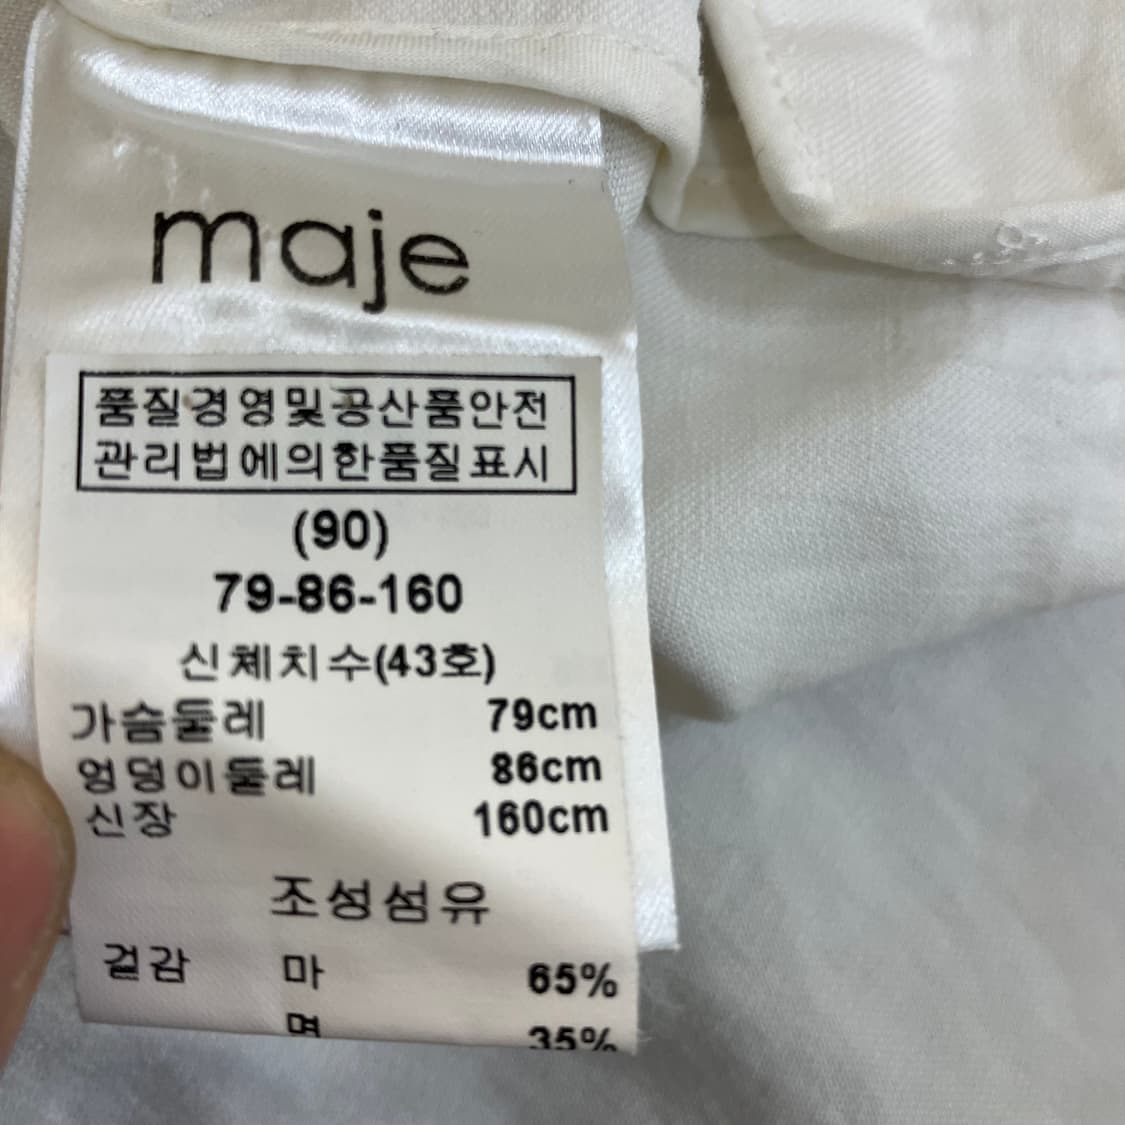 maje
품질경영및공산품안전
관리법에의한품질표시
(90)
79-86-160
신체치수(43호)
가슴둘레 79cm
엉덩이둘레 86cm
신장 160cm
조성섬유
겉감 마 65%
면 35%